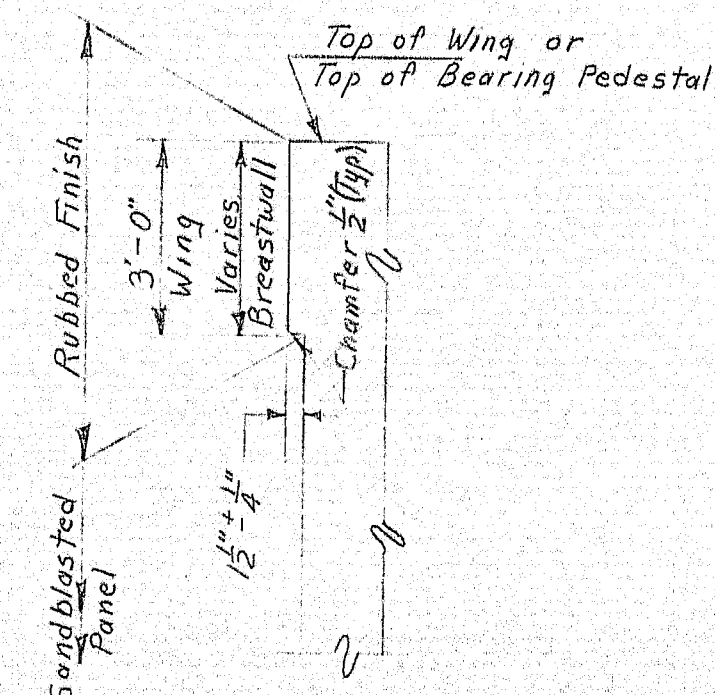 Top of Wing or
Top of Bearing Pedestal
Rubbed Finish
3'-0"
Wing
Varies
Breastwall
Chamfer 1/2" (Typ)
1 1/2" ± 1/4"
Sandblasted
Panel